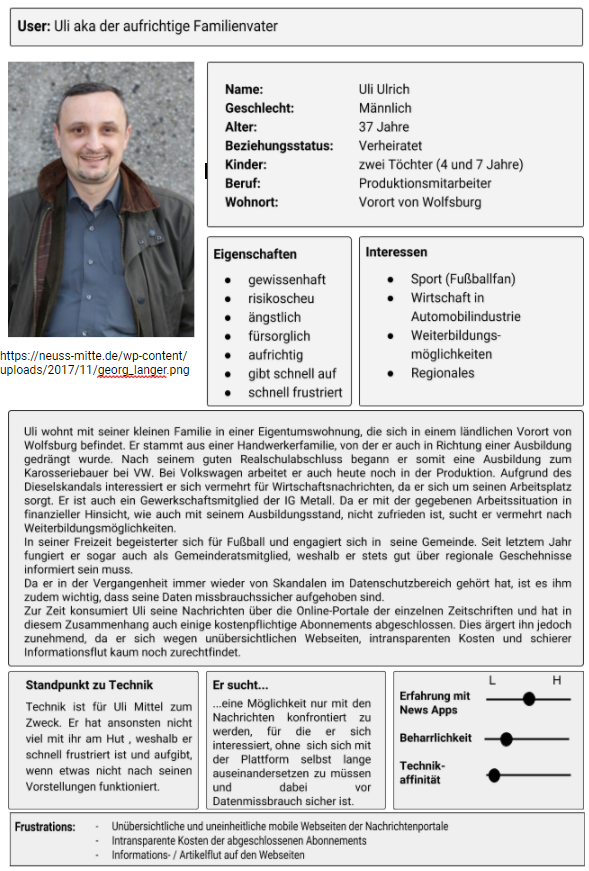 User: Uli aka der aufrichtige Familienvater
Name: Uli Ulrich
Geschlecht: Männlich
Alter: 37 Jahre
Beziehungsstatus: Verheiratet
Kinder: zwei Töchter (4 und 7 Jahre)
Beruf: Produktionsmitarbeiter
Wohnort: Vorort von Wolfsburg
https://neuss-mitte.de/wp-content/
uploads/2017/11/georg_langer.png
Eigenschaften
● gewissenhaft
● risikoscheu
● ängstlich
● fürsorglich
● aufrichtig
● gibt schnell auf
● schnell frustriert
Interessen
● Sport (Fußballfan)
● Wirtschaft in
Automobilindustrie
● Weiterbildungs-
möglichkeiten
● Regionales
Uli wohnt mit seiner kleinen Familie in einer Eigentumswohnung, die sich in einem ländlichen Vorort von
Wolfsburg befindet. Er stammt aus einer Handwerkerfamilie, von der er auch in Richtung einer Ausbildung
gedrängt wurde. Nach seinem guten Realschulabschluss begann er somit eine Ausbildung zum
Karosseriebauer bei VW. Bei Volkswagen arbeitet er auch heute noch in der Produktion. Aufgrund des
Dieselskandals interessiert er sich vermehrt für Wirtschaftsnachrichten, da er sich um seinen Arbeitsplatz
sorgt. Er ist auch ein Gewerkschaftsmitglied der IG Metall. Da er mit der gegebenen Arbeitssituation in
finanzieller Hinsicht, wie auch mit seinem Ausbildungsstand, nicht zufrieden ist, sucht er vermehrt nach
Weiterbildungsmöglichkeiten.
In seiner Freizeit begeisterter sich für Fußball und engagiert sich in seine Gemeinde. Seit letztem Jahr
fungiert er sogar auch als Gemeinderatsmitglied, weshalb er stets gut über regionale Geschehnisse
informiert sein muss.
Da er in der Vergangenheit immer wieder von Skandalen im Datenschutzbereich gehört hat, ist es ihm
zudem wichtig, dass seine Daten missbrauchssicher aufgehoben sind.
Zur Zeit konsumiert Uli seine Nachrichten über die Online-Portale der einzelnen Zeitschriften und hat in
diesem Zusammenhang auch einige kostenpflichtige Abonnements abgeschlossen. Dies ärgert ihn jedoch
zunehmend, da er sich wegen unübersichtlichen Webseiten, intransparenten Kosten und schierer
Informationsflut kaum noch zurechtfindet.
Standpunkt zu Technik
Technik ist für Uli Mittel zum
Zweck. Er hat ansonsten nicht
viel mit ihr am Hut , weshalb er
schnell frustriert ist und aufgibt,
wenn etwas nicht nach seinen
Vorstellungen funktioniert.
Er sucht...
...eine Möglichkeit nur mit den
Nachrichten konfrontiert zu
werden, für die er sich
interessiert, ohne sich sich mit
der Plattform selbst lange
auseinandersetzen zu müssen
und dabei vor
Datenmissbrauch sicher ist.
L H
Erfahrung mit
News Apps
Beharrlichkeit
Technik-
affinität
Frustrations: - Unübersichtliche und uneinheitliche mobile Webseiten der Nachrichtenportale
- Intransparente Kosten der abgeschlossenen Abonnements
- Informations- / Artikelflut auf den Webseiten